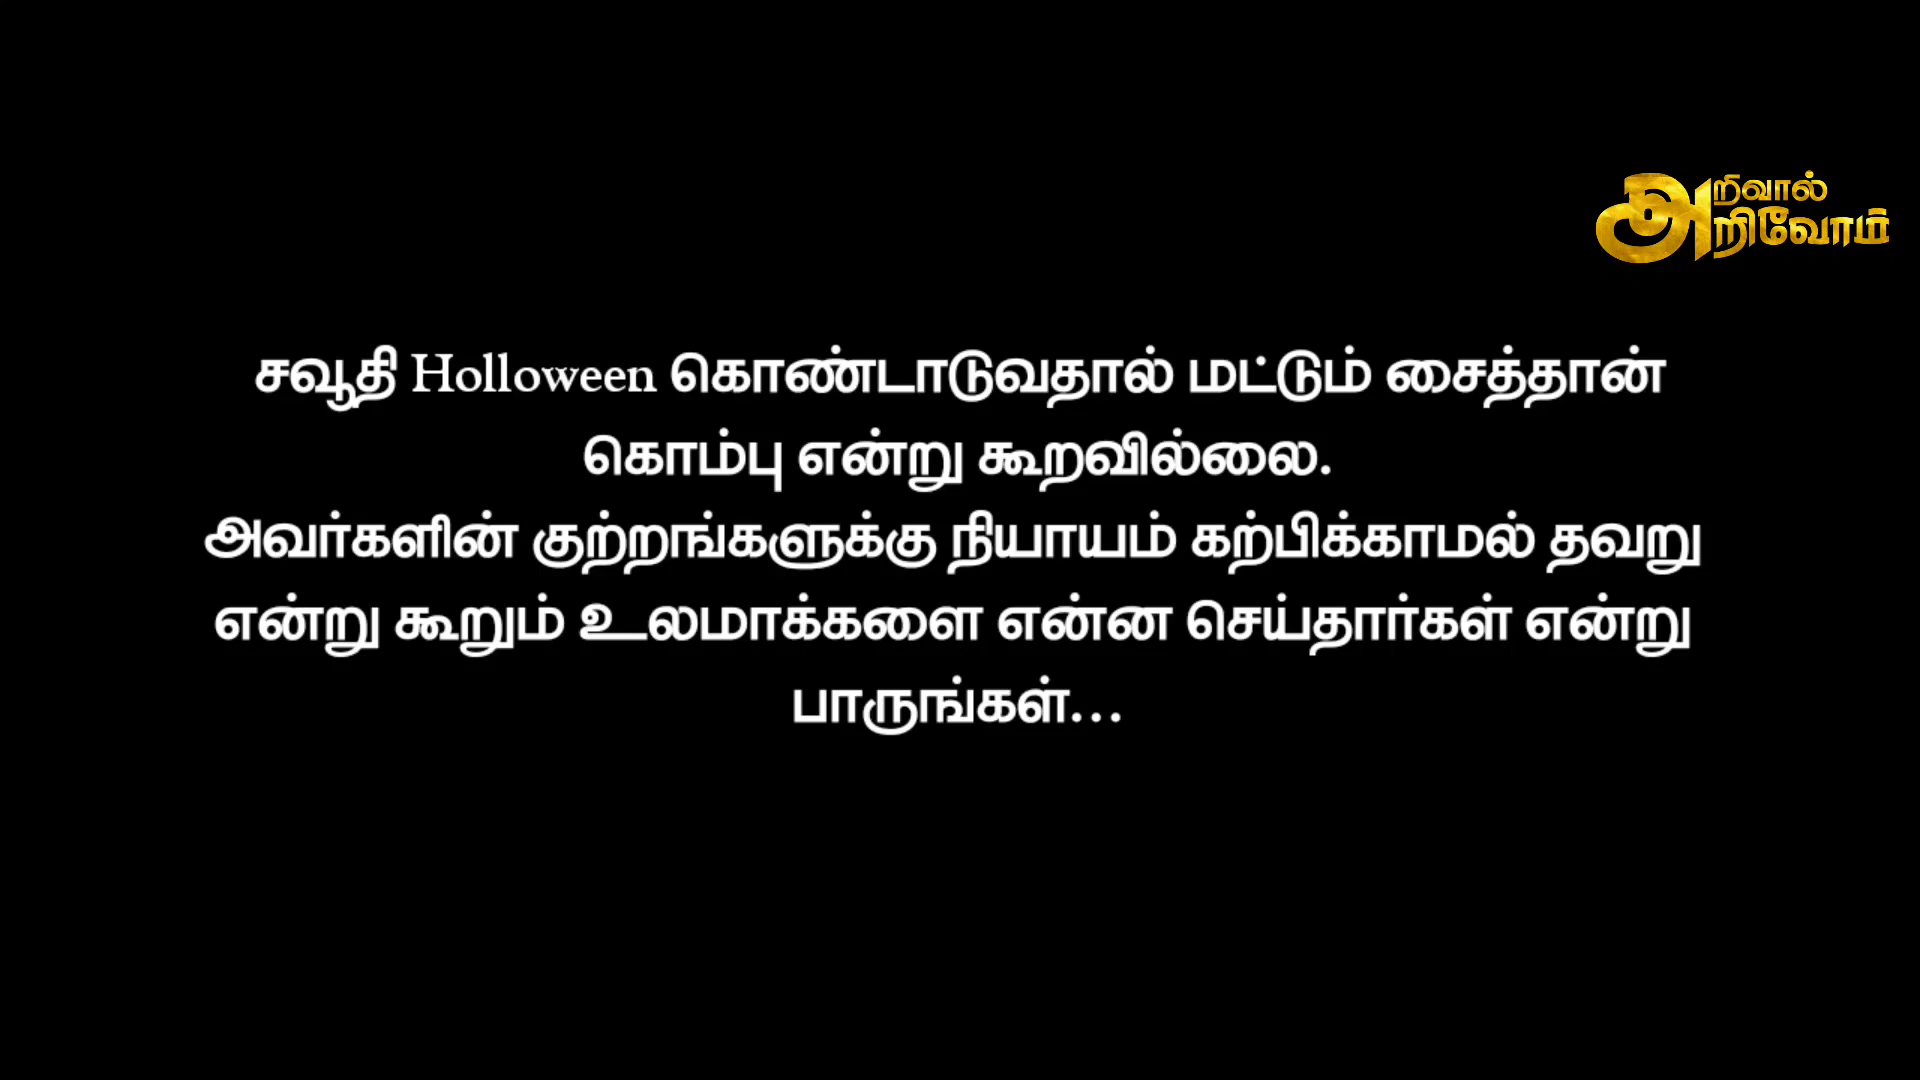 அறிவால்
அறிவோம்
சவூதி Holloween கொண்டாடுவதால் மட்டும் சைத்தான்
கொம்பு என்று கூறவில்லை.
அவர்களின் குற்றங்களுக்கு நியாயம் கற்பிக்காமல் தவறு
என்று கூறும் உலமாக்களை என்ன செய்தார்கள் என்று
பாருங்கள்...